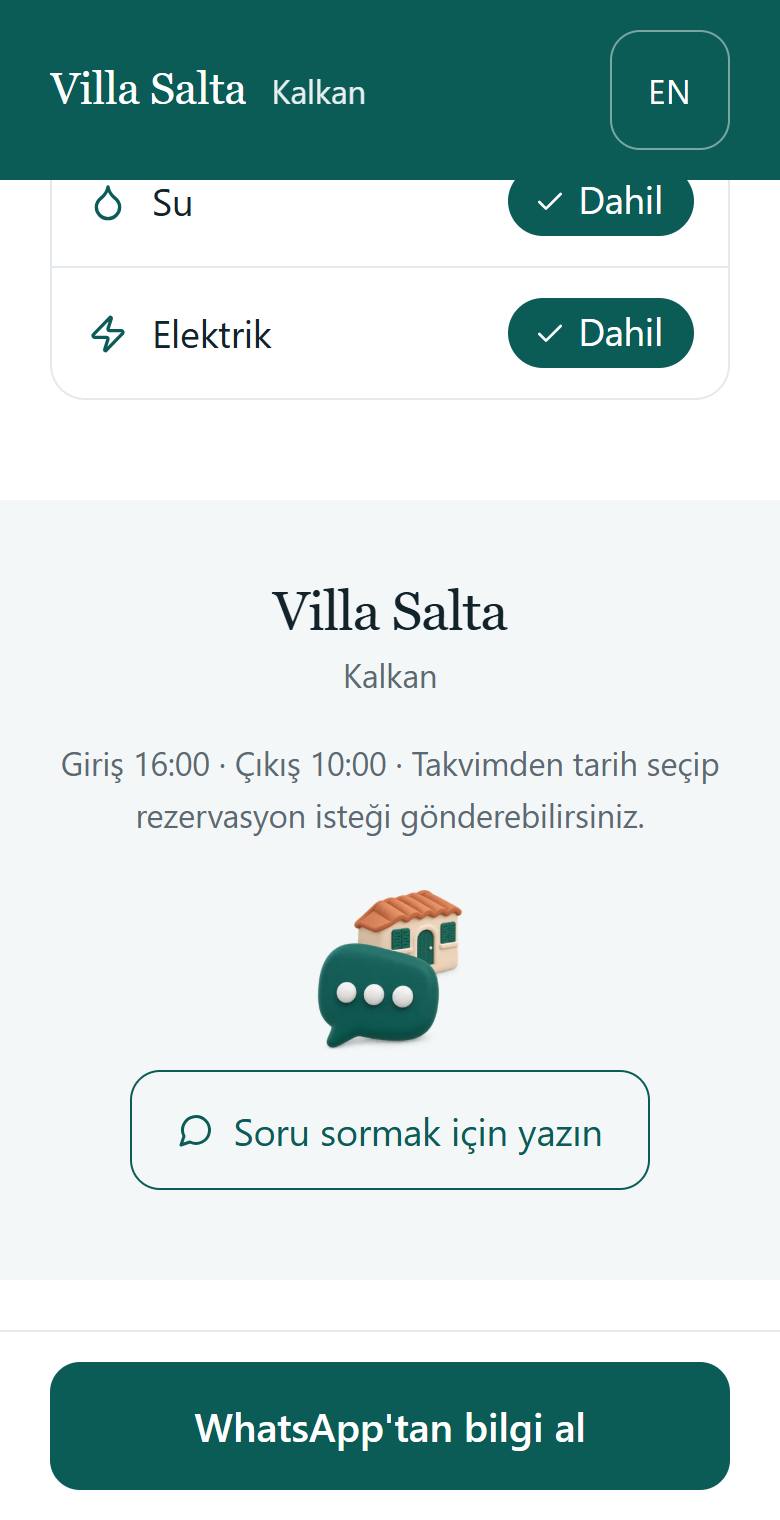 Villa Salta Kalkan
EN
Su
Dahil
Elektrik
Dahil
Villa Salta
Kalkan
Giriş 16:00 · Çıkış 10:00 · Takvimden tarih seçip
rezervasyon isteği gönderebilirsiniz.
Soru sormak için yazın
WhatsApp'tan bilgi al